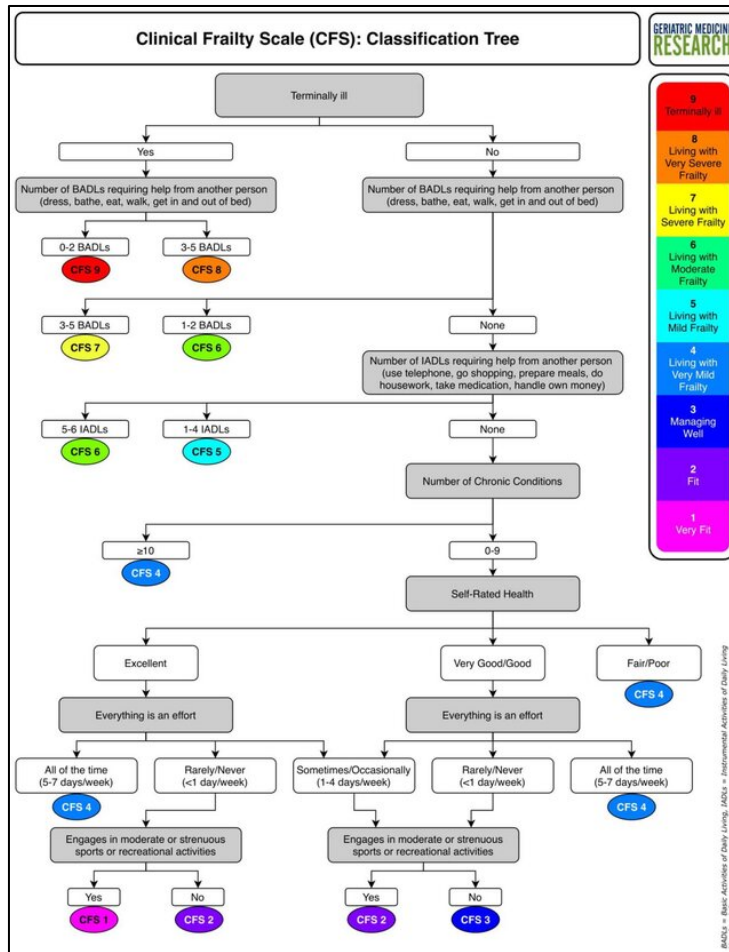 Clinical Frailty Scale (CFS): Classification Tree
GERIATRIC MEDICINE
RESEARCH
Terminally ill
Yes
No
Number of BADLs requiring help from another person
(dress, bathe, eat, walk, get in and out of bed)
Number of BADLs requiring help from another person
(dress, bathe, eat, walk, get in and out of bed)
0-2 BADLs
3-5 BADLs
CFS 9
CFS 8
3-5 BADLs
1-2 BADLs
None
CFS 7
CFS 6
Number of IADLs requiring help from another person
(use telephone, go shopping, prepare meals, do
housework, take medication, handle own money)
5-6 IADLs
1-4 IADLs
None
CFS 6
CFS 5
Number of Chronic Conditions
≥10
0-9
CFS 4
Self-Rated Health
Excellent
Very Good/Good
Fair/Poor
CFS 4
Everything is an effort
Everything is an effort
All of the time
(5-7 days/week)
Rarely/Never
(<1 day/week)
Sometimes/Occasionally
(1-4 days/week)
Rarely/Never
(<1 day/week)
All of the time
(5-7 days/week)
CFS 4
CFS 4
Engages in moderate or strenuous
sports or recreational activities
Engages in moderate or strenuous
sports or recreational activities
Yes
No
Yes
No
CFS 1
CFS 2
CFS 2
CFS 3
9
Terminally ill
8
Living with
Very Severe
Frailty
7
Living with
Severe Frailty
6
Living with
Moderate
Frailty
5
Living with
Mild Frailty
4
Living with
Very Mild
Frailty
3
Managing
Well
2
Fit
1
Very Fit
BADLs = Basic Activities of Daily Living, IADLs = Instrumental Activities of Daily Living